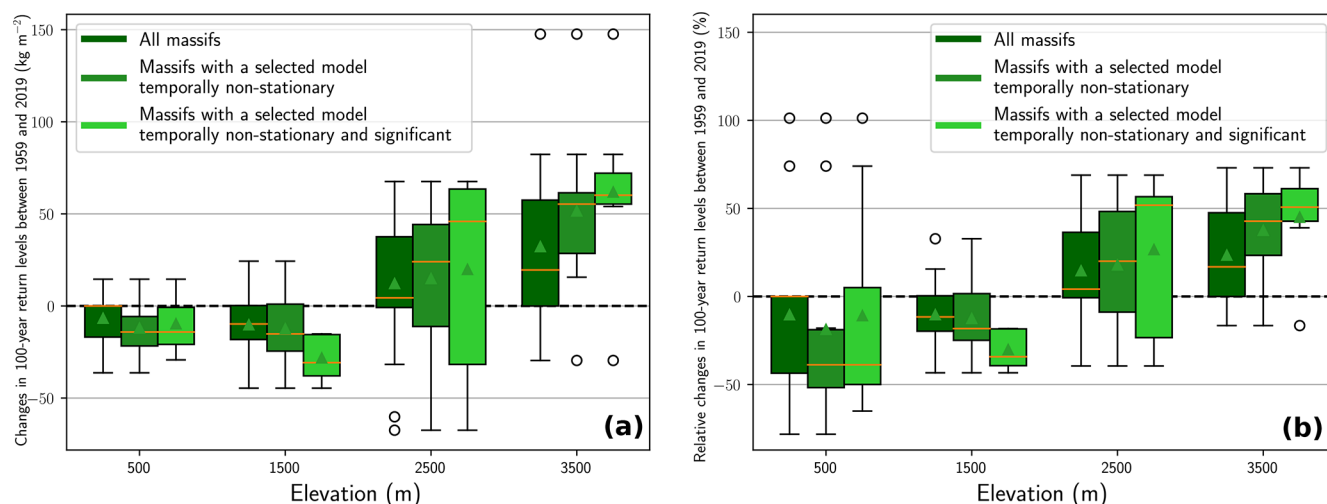 Changes in 100-year return levels between 1959 and 2019 (kg m⁻²)
150
100
50
0
−50
All massifs
Massifs with a selected model
temporally non-stationary
Massifs with a selected model
temporally non-stationary and significant
(a)
500
1500
2500
3500
Elevation (m)
Relative changes in 100-year return levels between 1959 and 2019 (%)
150
100
50
0
−50
All massifs
Massifs with a selected model
temporally non-stationary
Massifs with a selected model
temporally non-stationary and significant
(b)
500
1500
2500
3500
Elevation (m)